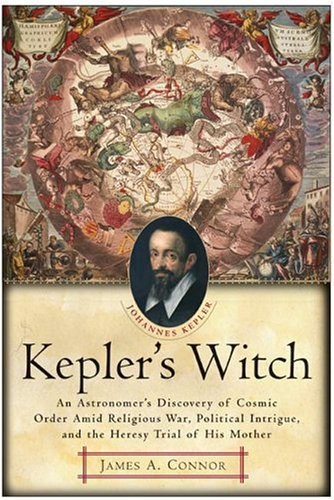 JOHANNES KEPLER
Kepler's Witch
An Astronomer's Discovery of Cosmic
Order Amid Religious War, Political Intrigue,
and the Heresy Trial of His Mother
James A. Connor